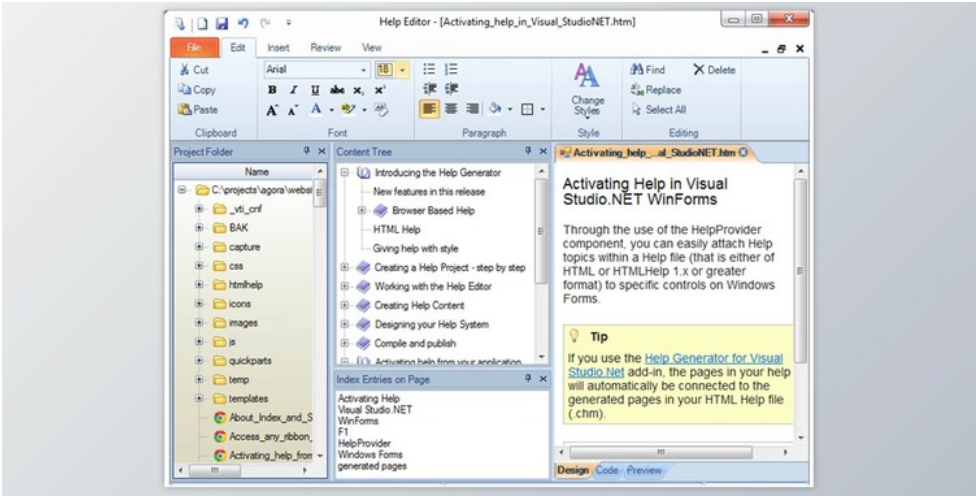 Help Editor - [Activating_help_in_Visual_StudioNET.htm]
File Edit Insert Review View
Cut
Copy
Paste
Clipboard
Arial 18
B I U abc x, x'
A A A ab
Font
Paragraph
Change
Styles
Style
Find
Replace
Select All
Delete
Editing
Project Folder
Name
C:\projects\agora\websi
_vti_cnf
BAK
capture
css
htmlhelp
icons
images
js
quickparts
temp
templates
About_Index_and_S
Access_any_ribbon_
Activating_help_from
Content Tree
Introducing the Help Generator
New features in this release
Browser Based Help
HTML Help
Giving help with style
Creating a Help Project - step by step
Working with the Help Editor
Creating Help Content
Designing your Help System
Compile and publish
Activating help from your application
Index Entries on Page
Activating Help
Visual Studio.NET
WinForms
F1
HelpProvider
Windows Forms
generated pages
Activating_help_...al_StudioNET.htm
Activating Help in Visual
Studio.NET WinForms
Through the use of the HelpProvider
component, you can easily attach Help
topics within a Help file (that is either of
HTML or HTMLHelp 1.x or greater
format) to specific controls on Windows
Forms.
Tip
If you use the Help Generator for Visual
Studio.Net add-in, the pages in your help
will automatically be connected to the
generated pages in your HTML Help file
(.chm).
Design Code Preview